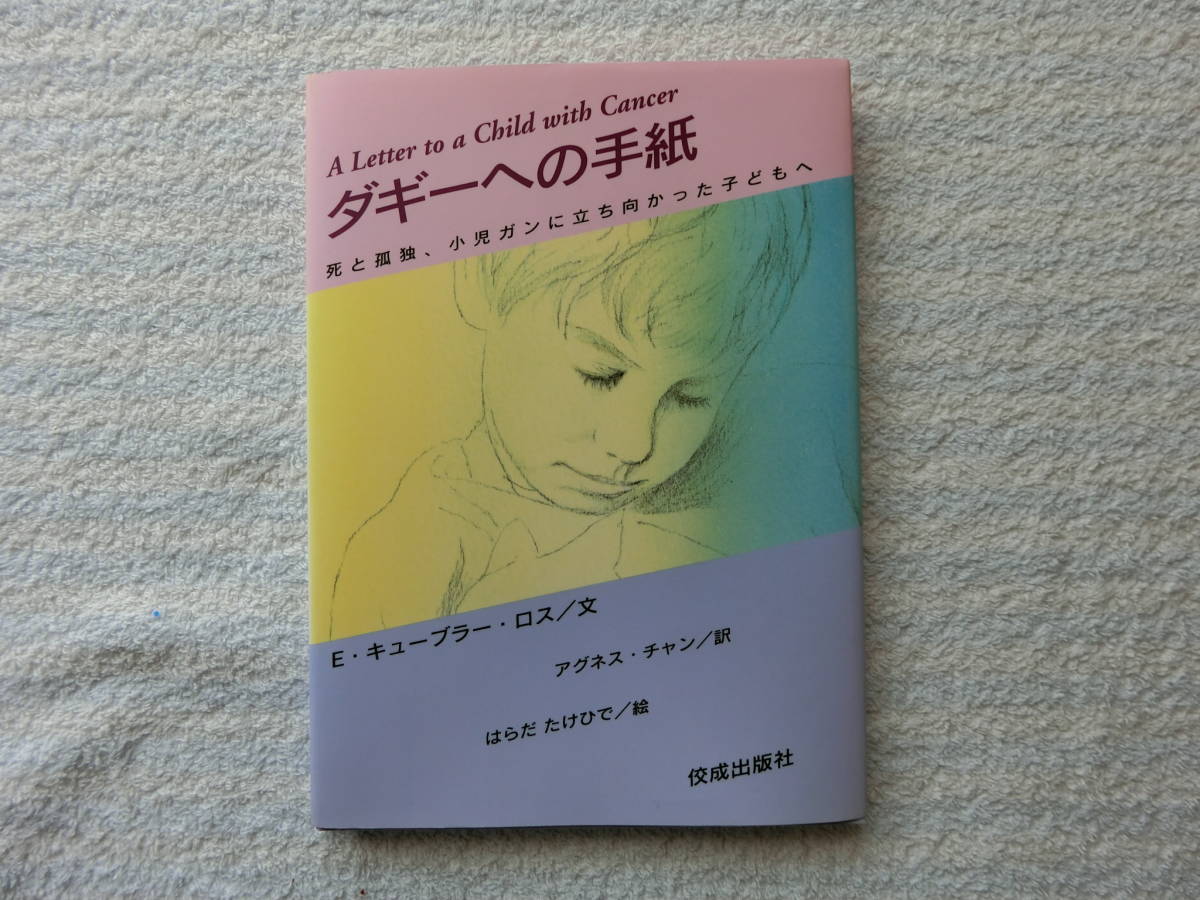 A Letter to a Child with Cancer
ダギーへの手紙
死と孤独、小児ガンに立ち向かった子どもへ
E・キューブラー・ロス／文
アグネス・チャン／訳
はらだ たけひで／絵
佼成出版社